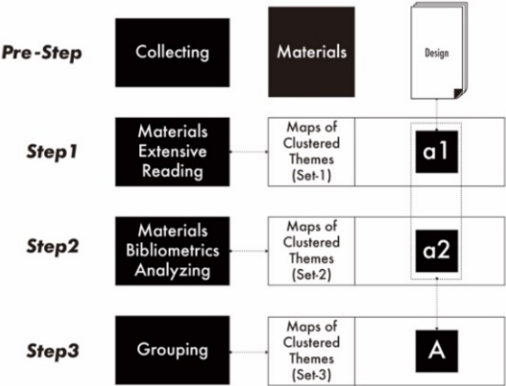 Pre-Step
Collecting
Materials
Design
Step1
Materials
Extensive
Reading
Maps of
Clustered
Themes
(Set-1)
a1
Step2
Materials
Bibliometrics
Analyzing
Maps of
Clustered
Themes
(Set-2)
a2
Step3
Grouping
Maps of
Clustered
Themes
(Set-3)
A